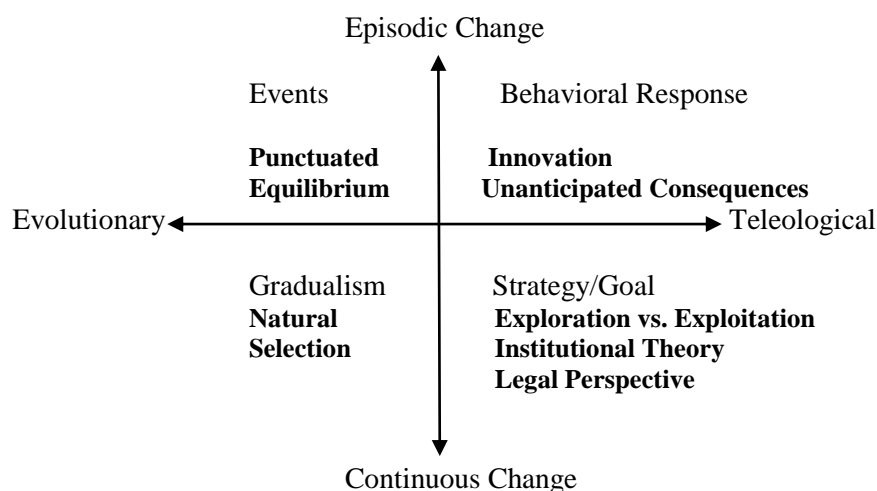 Episodic Change
Events
Behavioral Response
Punctuated
Equilibrium
Innovation
Unanticipated Consequences
Evolutionary
Teleological
Gradualism
Natural
Selection
Strategy/Goal
Exploration vs. Exploitation
Institutional Theory
Legal Perspective
Continuous Change